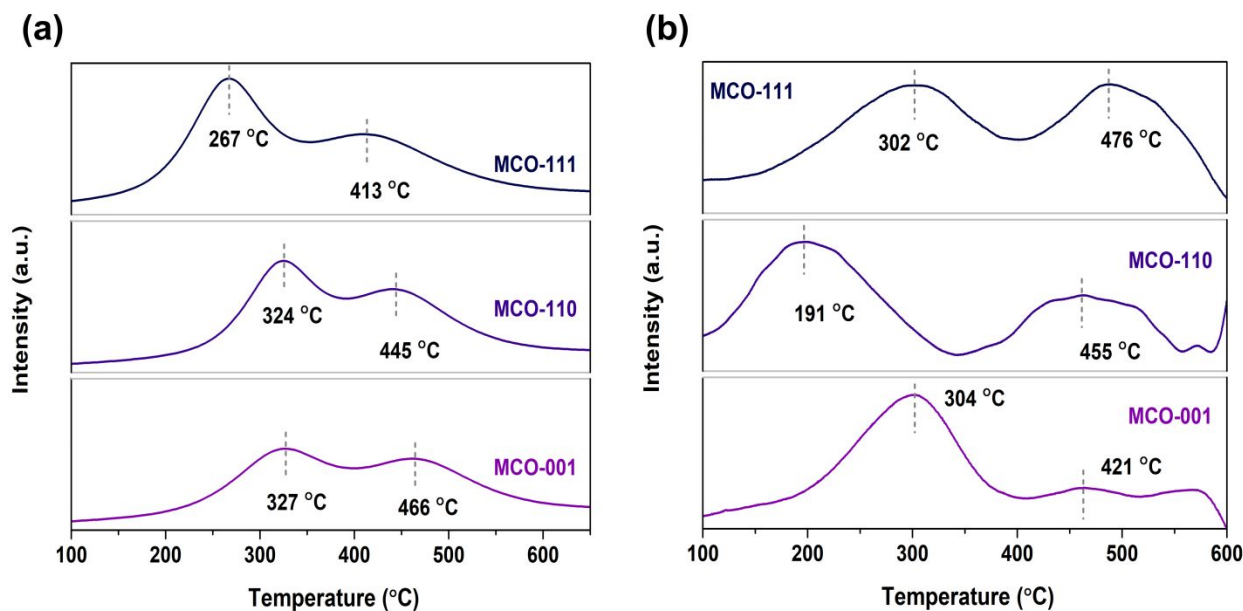 (a)
Intensity (a.u.)
267 °C
413 °C
MCO-111
324 °C
445 °C
MCO-110
327 °C
466 °C
MCO-001
100 200 300 400 500 600
Temperature (°C)
(b)
Intensity (a.u.)
MCO-111
302 °C
476 °C
MCO-110
191 °C
455 °C
304 °C
MCO-001
421 °C
100 200 300 400 500 600
Temperature (°C)